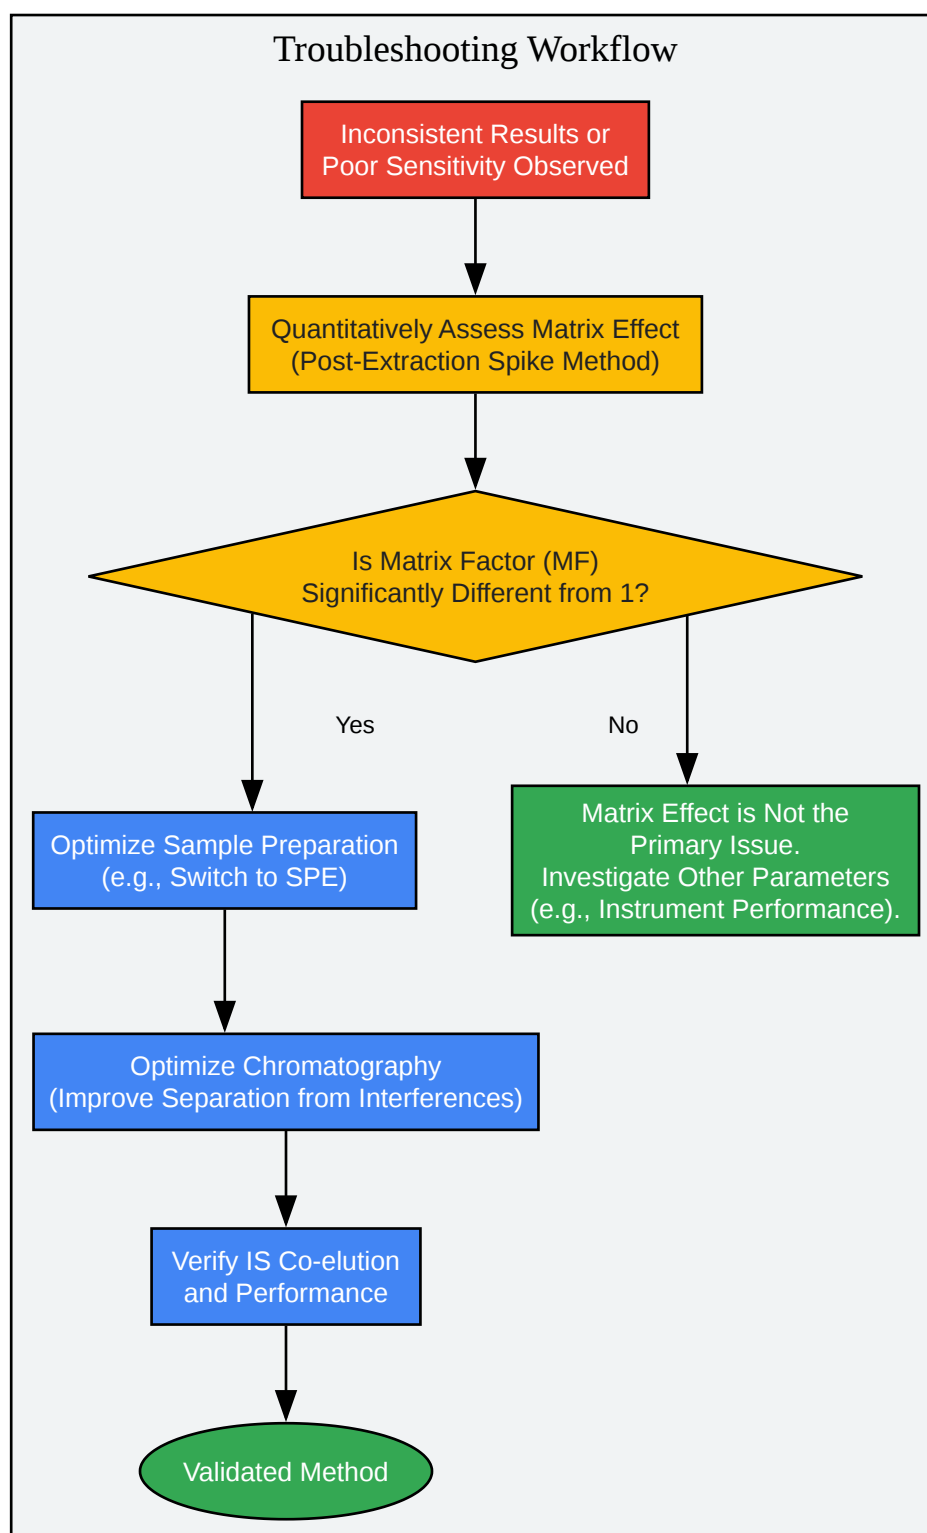 Troubleshooting Workflow
Inconsistent Results or
Poor Sensitivity Observed
Quantitatively Assess Matrix Effect
(Post-Extraction Spike Method)
Is Matrix Factor (MF)
Significantly Different from 1?
Yes
No
Optimize Sample Preparation
(e.g., Switch to SPE)
Matrix Effect is Not the
Primary Issue.
Investigate Other Parameters
(e.g., Instrument Performance).
Optimize Chromatography
(Improve Separation from Interferences)
Verify IS Co-elution
and Performance
Validated Method